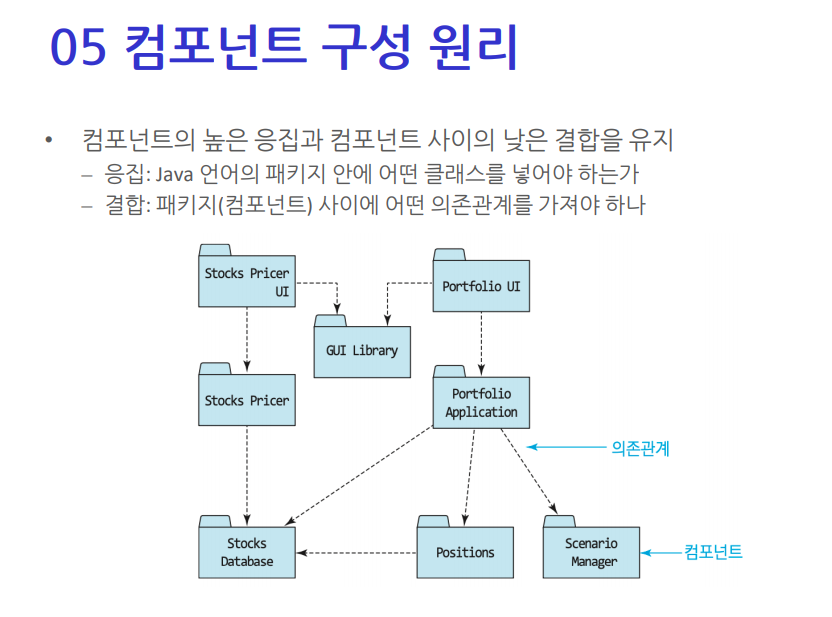 05 컴포넌트 구성 원리
• 컴포넌트의 높은 응집과 컴포넌트 사이의 낮은 결합을 유지
– 응집: Java 언어의 패키지 안에 어떤 클래스를 넣어야 하는가
– 결합: 패키지(컴포넌트) 사이에 어떤 의존관계를 가져야 하나
Stocks Pricer
UI
Portfolio UI
GUI Library
Stocks Pricer
Portfolio
Application
의존관계
Stocks
Database
Positions
Scenario
Manager
컴포넌트